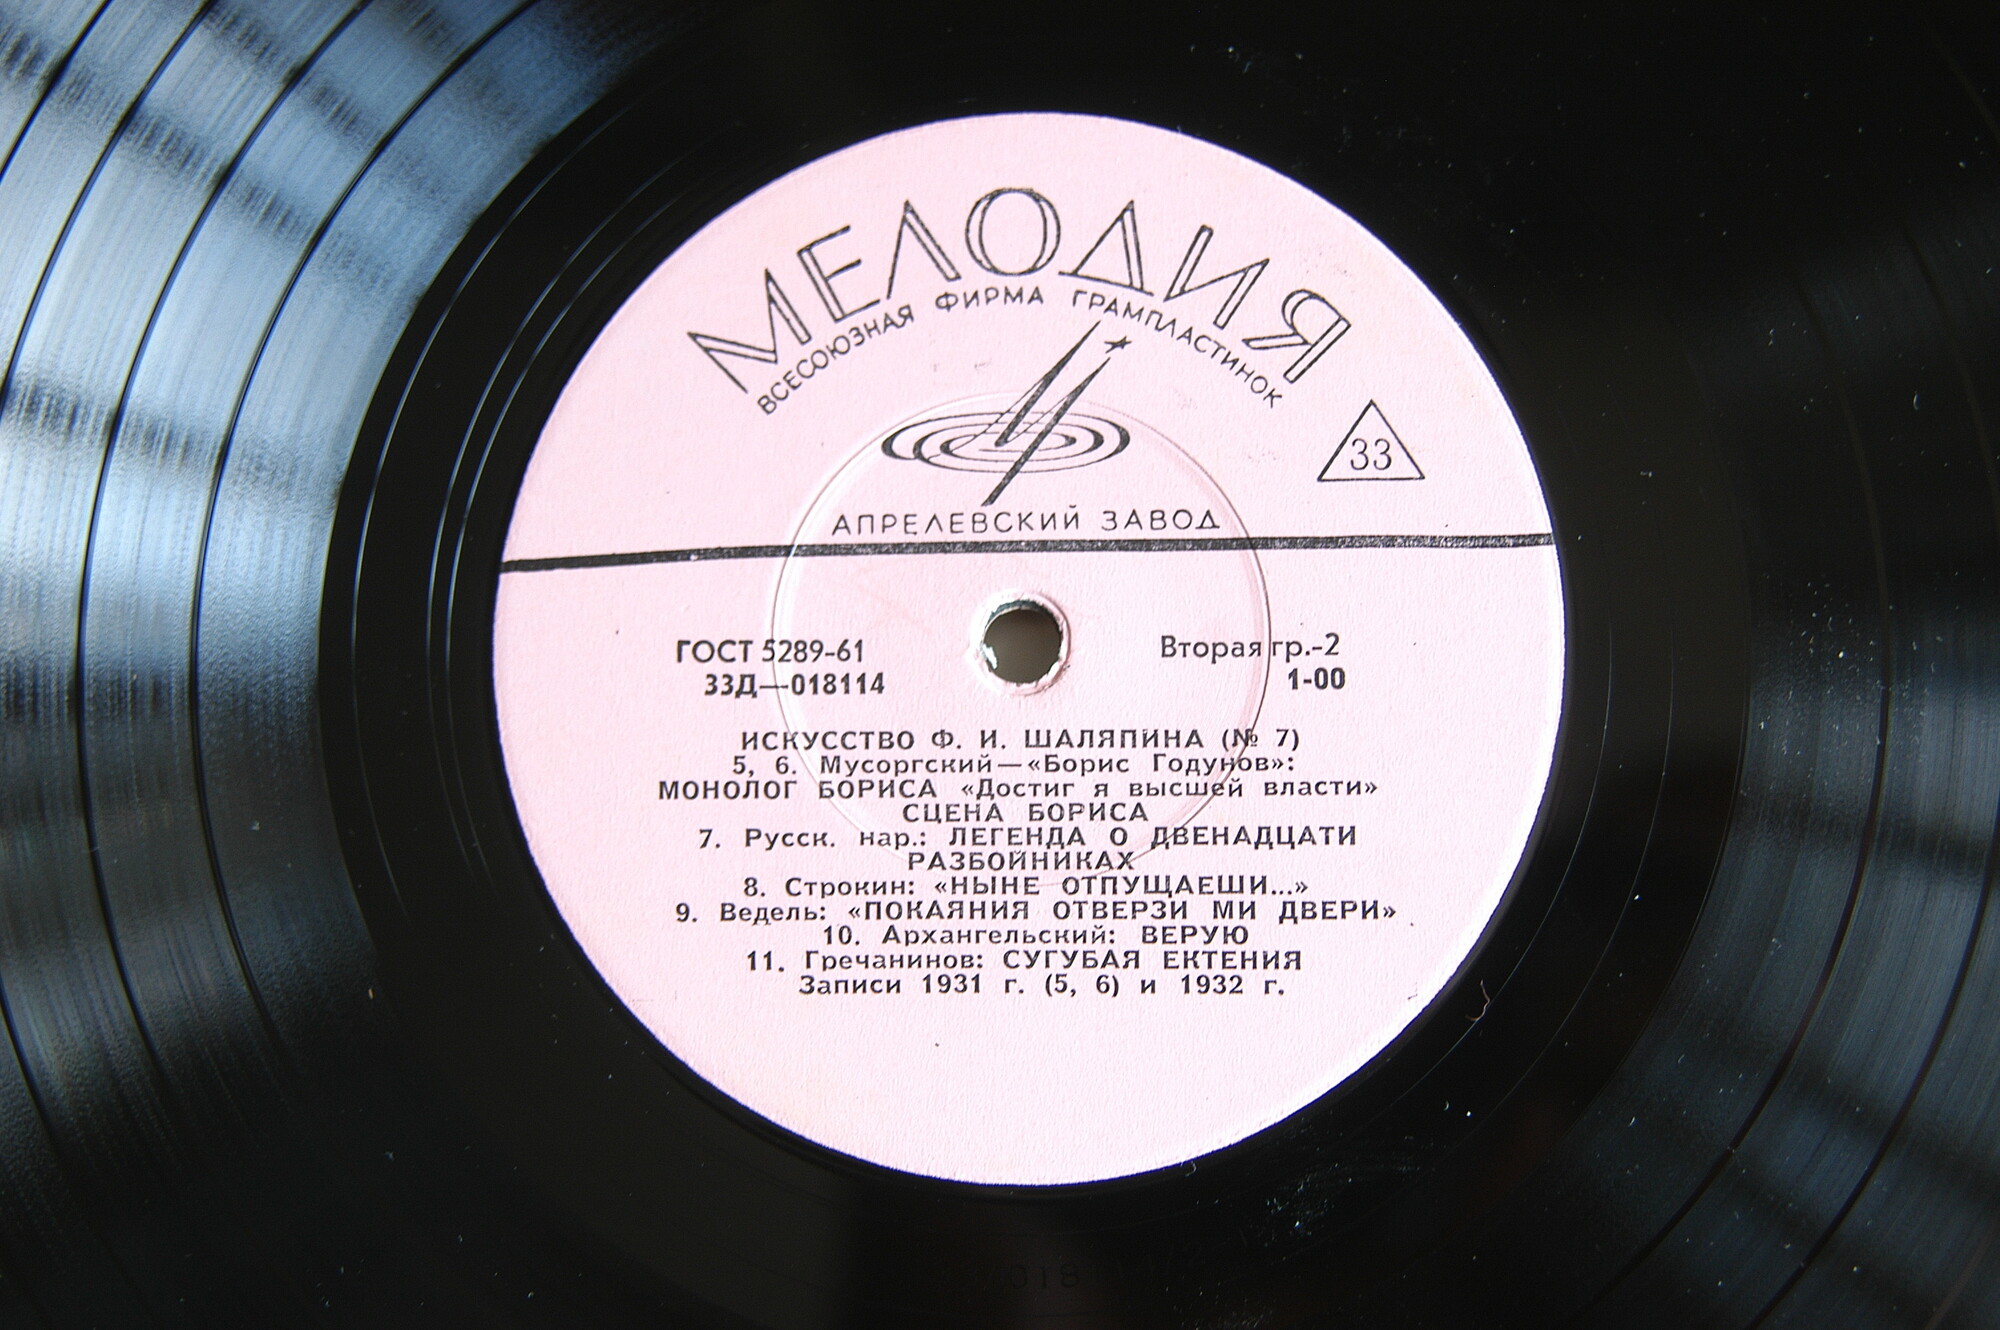 МЕЛОДИЯ
ВСЕСОЮЗНАЯ ФИРМА ГРАМПЛАСТИНОК
33
АПРЕЛЕВСКИЙ ЗАВОД
ГОСТ 5289-61
Вторая гр.-2
33Д—018114
1-00
ИСКУССТВО Ф. И. ШАЛЯПИНА (№ 7)
5, 6. Мусоргский—«Борис Годунов»:
МОНОЛОГ БОРИСА «Достиг я высшей власти»
СЦЕНА БОРИСА
7. Русск. нар.: ЛЕГЕНДА О ДВЕНАДЦАТИ
РАЗБОЙНИКАХ
8. Строкин: «НЫНЕ ОТПУЩАЕШИ...»
9. Ведель: «ПОКАЯНИЯ ОТВЕРЗИ МИ ДВЕРИ»
10. Архангельский: ВЕРУЮ
11. Гречанинов: СУГУБАЯ ЕКТЕНИЯ
Записи 1931 г. (5, 6) и 1932 г.